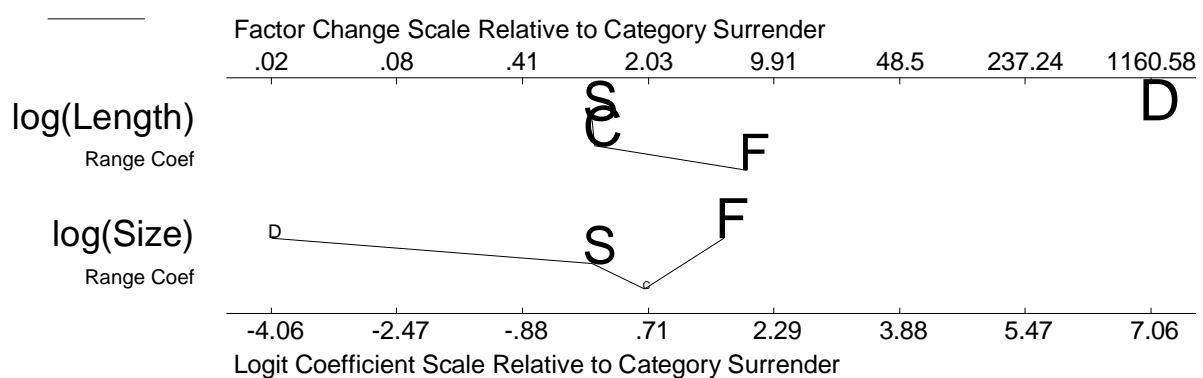 Factor Change Scale Relative to Category Surrender
.02 .08 .41 2.03 9.91 48.5 237.24 1160.58
log(Length)
Range Coef
S
C
F
D
log(Size)
Range Coef
D
S
C
F
-4.06 -2.47 -.88 .71 2.29 3.88 5.47 7.06
Logit Coefficient Scale Relative to Category Surrender